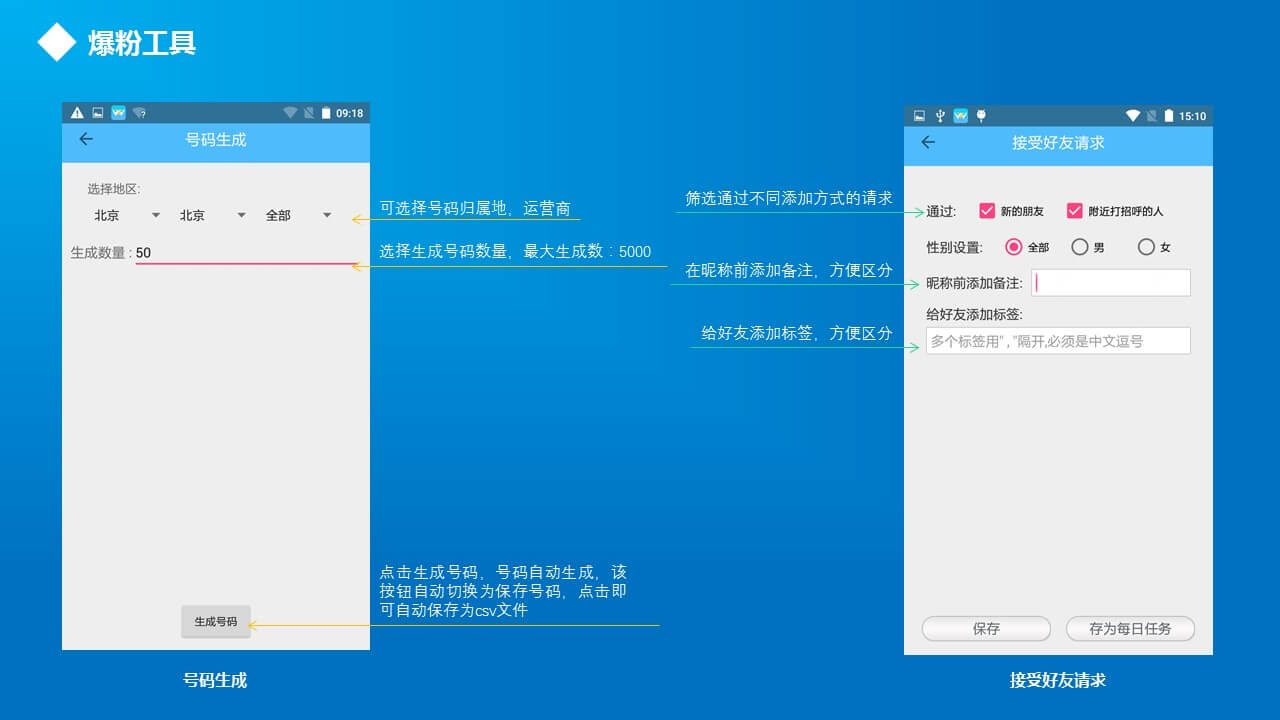 爆粉工具
09:18
号码生成
选择地区:
北京 北京 全部
生成数量 : 50
生成号码
可选择号码归属地，运营商
选择生成号码数量，最大生成数：5000
点击生成号码，号码自动生成，该
按钮自动切换为保存号码，点击即
可自动保存为csv文件
号码生成
筛选通过不同添加方式的请求
在昵称前添加备注，方便区分
给好友添加标签，方便区分
15:10
接受好友请求
通过: 新的朋友 附近打招呼的人
性别设置: 全部 男 女
昵称前添加备注:
给好友添加标签:
多个标签用"，"隔开,必须是中文逗号
保存 存为每日任务
接受好友请求